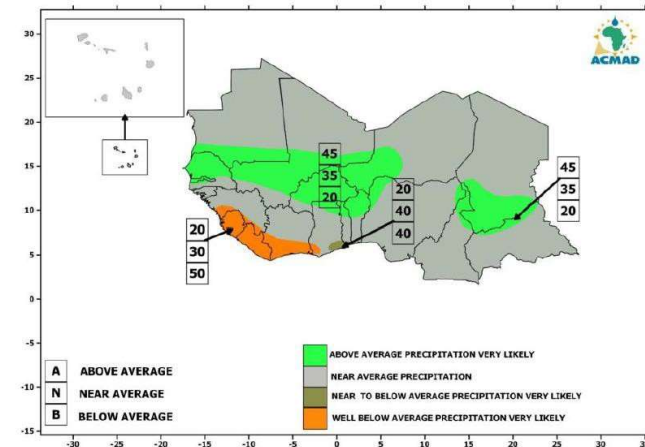 30
25
20
15
10
5
0
-5
-10
-15
ACMAD
45
35
20
20
40
40
45
35
20
20
30
50
A ABOVE AVERAGE
N NEAR AVERAGE
B BELOW AVERAGE
ABOVE AVERAGE PRECIPITATION VERY LIKELY
NEAR AVERAGE PRECIPITATION
NEAR TO BELOW AVERAGE PRECIPITATION VERY LIKELY
WELL BELOW AVERAGE PRECIPITATION VERY LIKELY
-30 -25 -20 -15 -10 -5 0 5 10 15 20 25 30